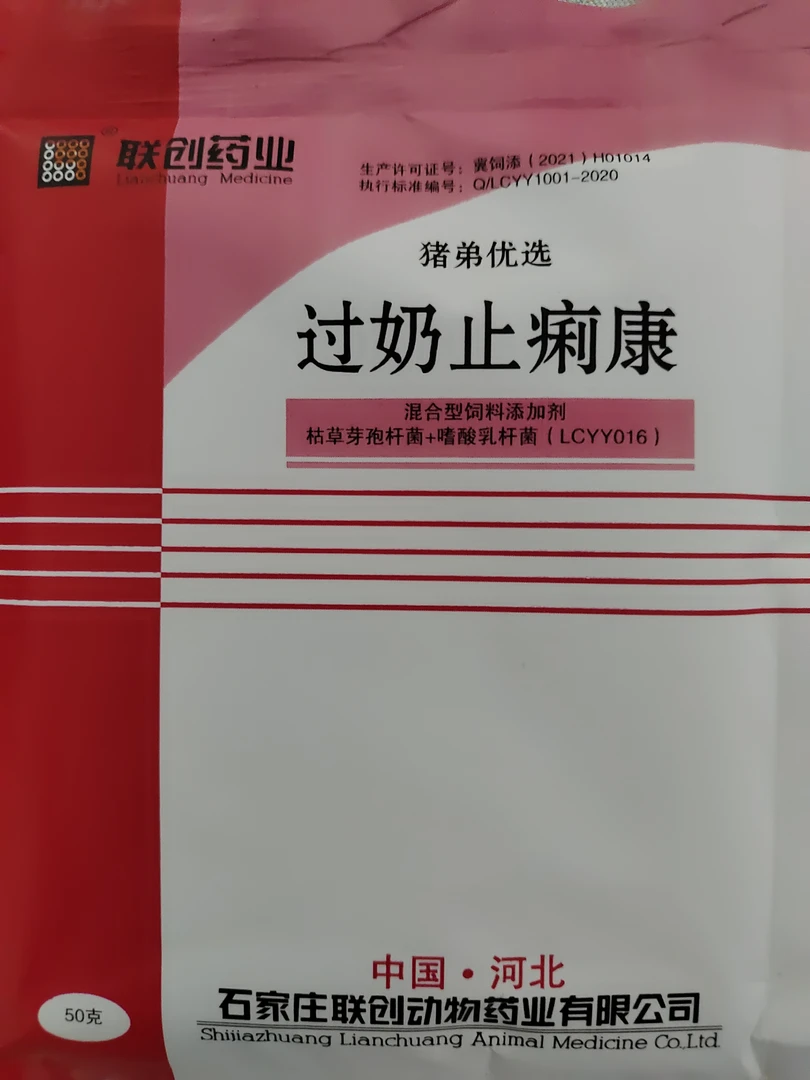 联创药业
Lianchuang Medicine
生产许可证号：冀饲添（2021）H01014
执行标准编号：Q/LCYY1001-2020
猪弟优选
过奶止痢康
混合型饲料添加剂
枯草芽孢杆菌+嗜酸乳杆菌（LCYY016）
中国·河北
50克
石家庄联创动物药业有限公司
Shijiazhuang Lianchuang Animal Medicine Co.,Ltd.